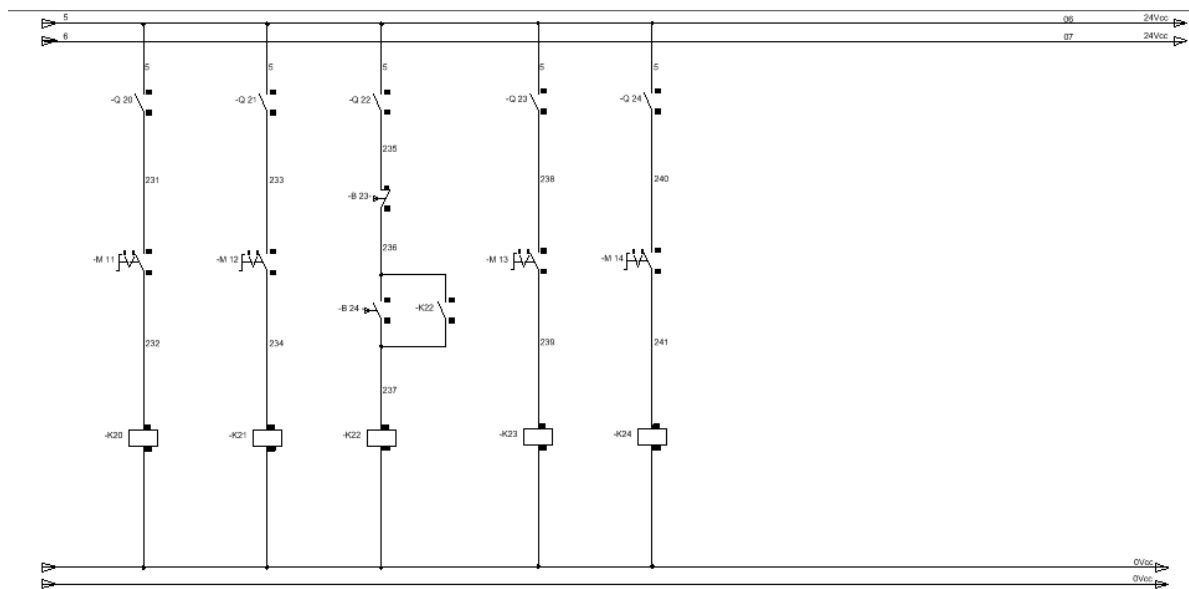 5 06 24Vcc
6 07 24Vcc
5 5 5 5 5
-Q 20 -Q 21 -Q 22 -Q 23 -Q 24
235
231 233 238 240
-B 23
236
-M 11 -M 12 -M 13 -M 14
-B 24 -K22
232 234 239 241
237
-K20 -K21 -K22 -K23 -K24
0Vcc
0Vcc